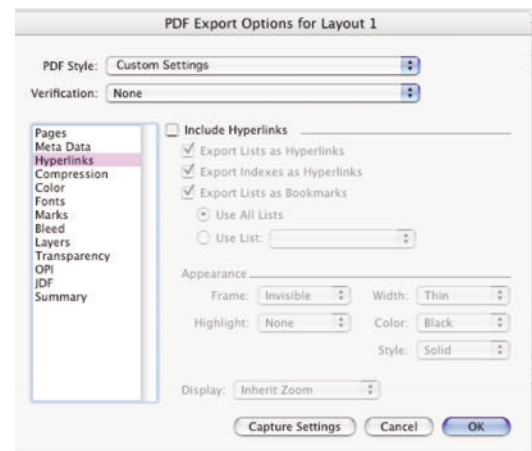 PDF Export Options for Layout 1
PDF Style: Custom Settings
Verification: None
Pages
Meta Data
Hyperlinks
Compression
Color
Fonts
Marks
Bleed
Layers
Transparency
OPI
JDF
Summary
Include Hyperlinks
Export Lists as Hyperlinks
Export Indexes as Hyperlinks
Export Lists as Bookmarks
Use All Lists
Use List:
Appearance
Frame: Invisible Width: Thin
Highlight: None Color: Black
Style: Solid
Display: Inherit Zoom
Capture Settings Cancel OK